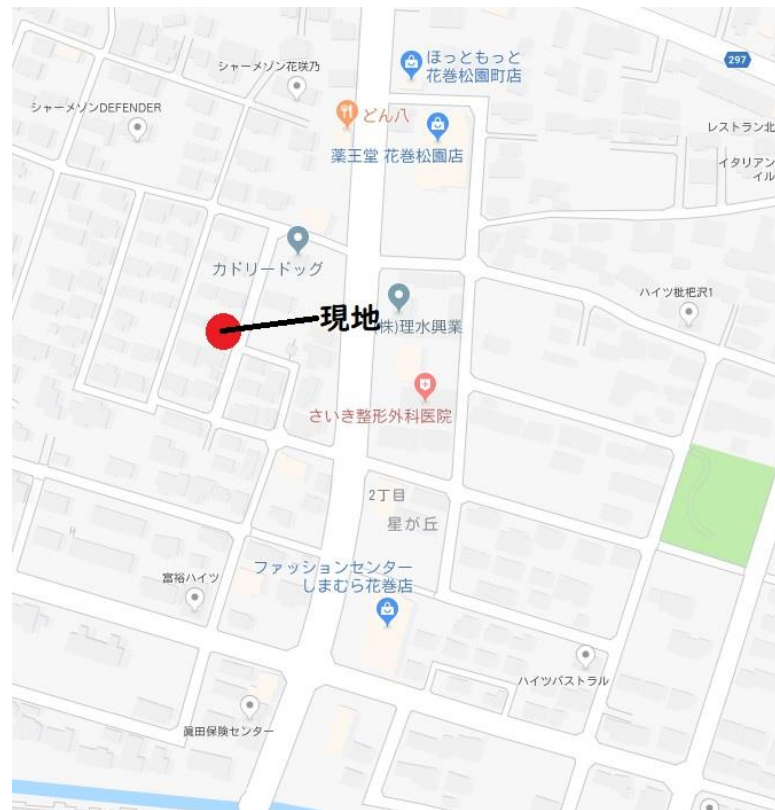 ほっともっと
花巻松園町店
297
シャーメゾン花咲乃
シャーメゾンDEFENDER
どん八
薬王堂 花巻松園店
レストラン北
イタリアン
イル
カドリードッグ
ハイツ枇杷沢1
現地
(株)理水興業
さいき整形外科医院
2丁目
星が丘
ファッションセンター
しまむら花巻店
富裕ハイツ
ハイツパストラル
眞田保険センター
H